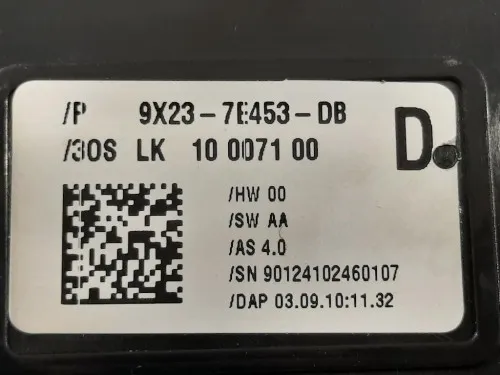 /P 9X23-7E453-DB
/3OS LK 10 0071 00
D
/HW 00
/SW AA
/AS 4.0
/SN 90124102460107
/DAP 03.09.10:11.32